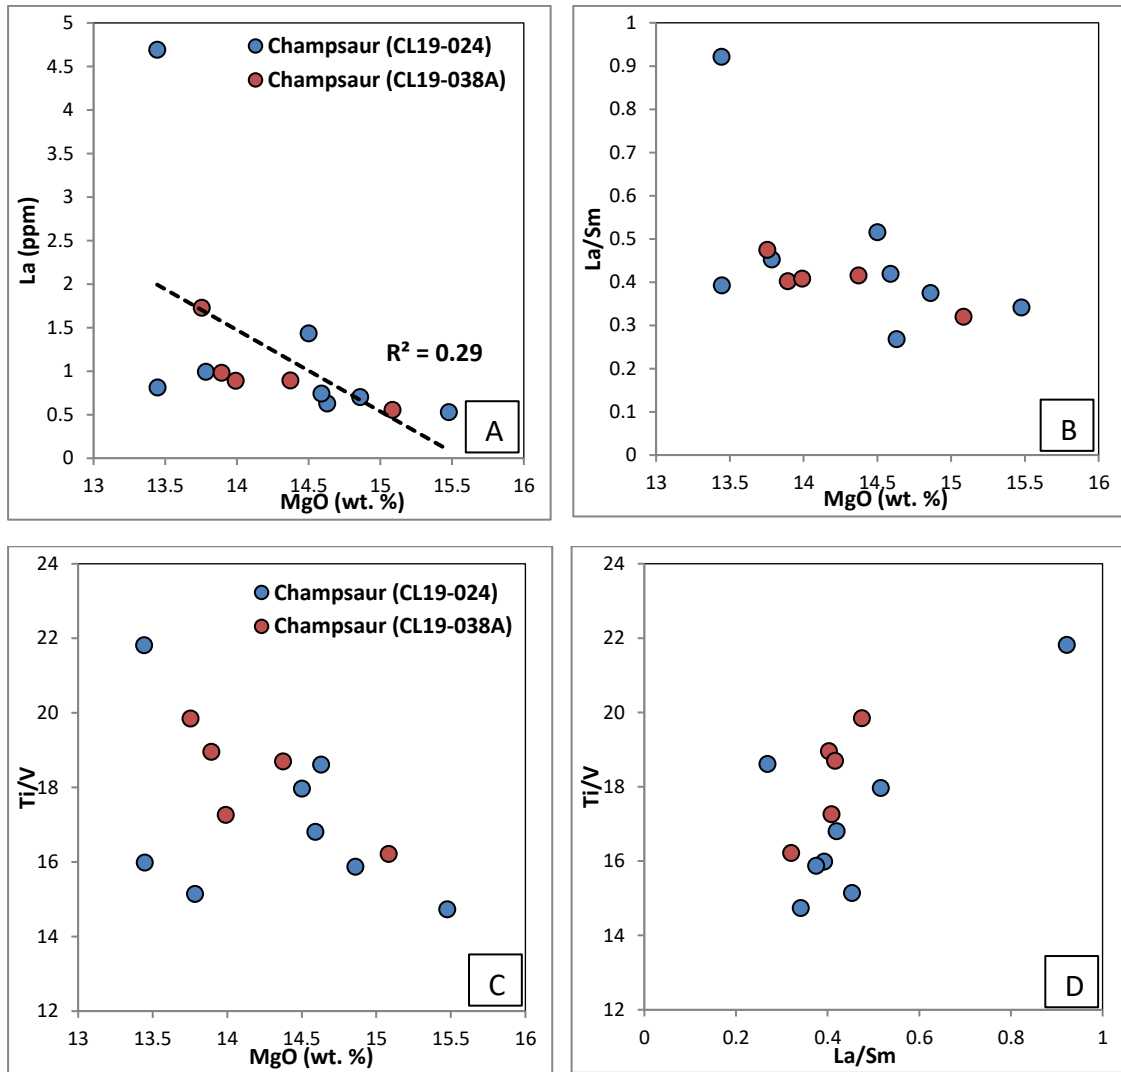 5
4.5
4
3.5
3
2.5
2
1.5
1
0.5
0
La (ppm)
Champsaur (CL19-024)
Champsaur (CL19-038A)
R² = 0.29
A
13 13.5 14 14.5 15 15.5 16
MgO (wt. %)
1
0.9
0.8
0.7
0.6
0.5
0.4
0.3
0.2
0.1
0
La/Sm
B
13 13.5 14 14.5 15 15.5 16
MgO (wt. %)
24
22
20
18
16
14
12
Ti/V
Champsaur (CL19-024)
Champsaur (CL19-038A)
C
13 13.5 14 14.5 15 15.5 16
MgO (wt. %)
24
22
20
18
16
14
12
Ti/V
D
0 0.2 0.4 0.6 0.8 1
La/Sm